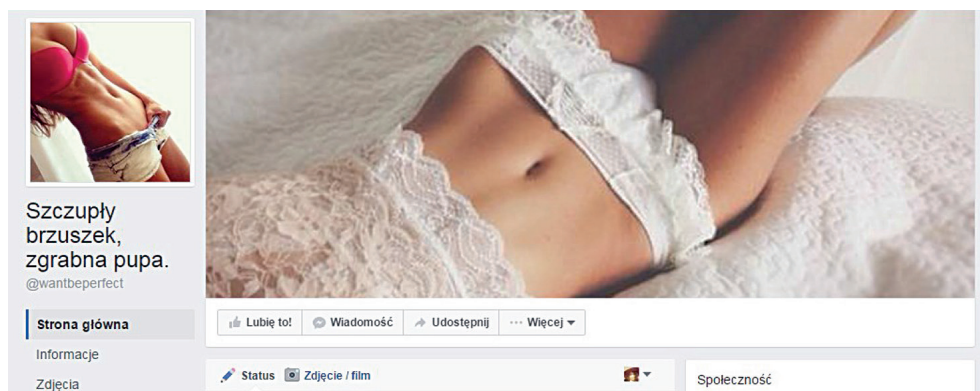 Szczupły
brzuszek,
zgrabna pupa.
@wantbeperfect
Strona główna
Informacje
Zdjęcia
Lubię to! Wiadomość Udostępnij Więcej
Status Zdjęcie / film
Społeczność